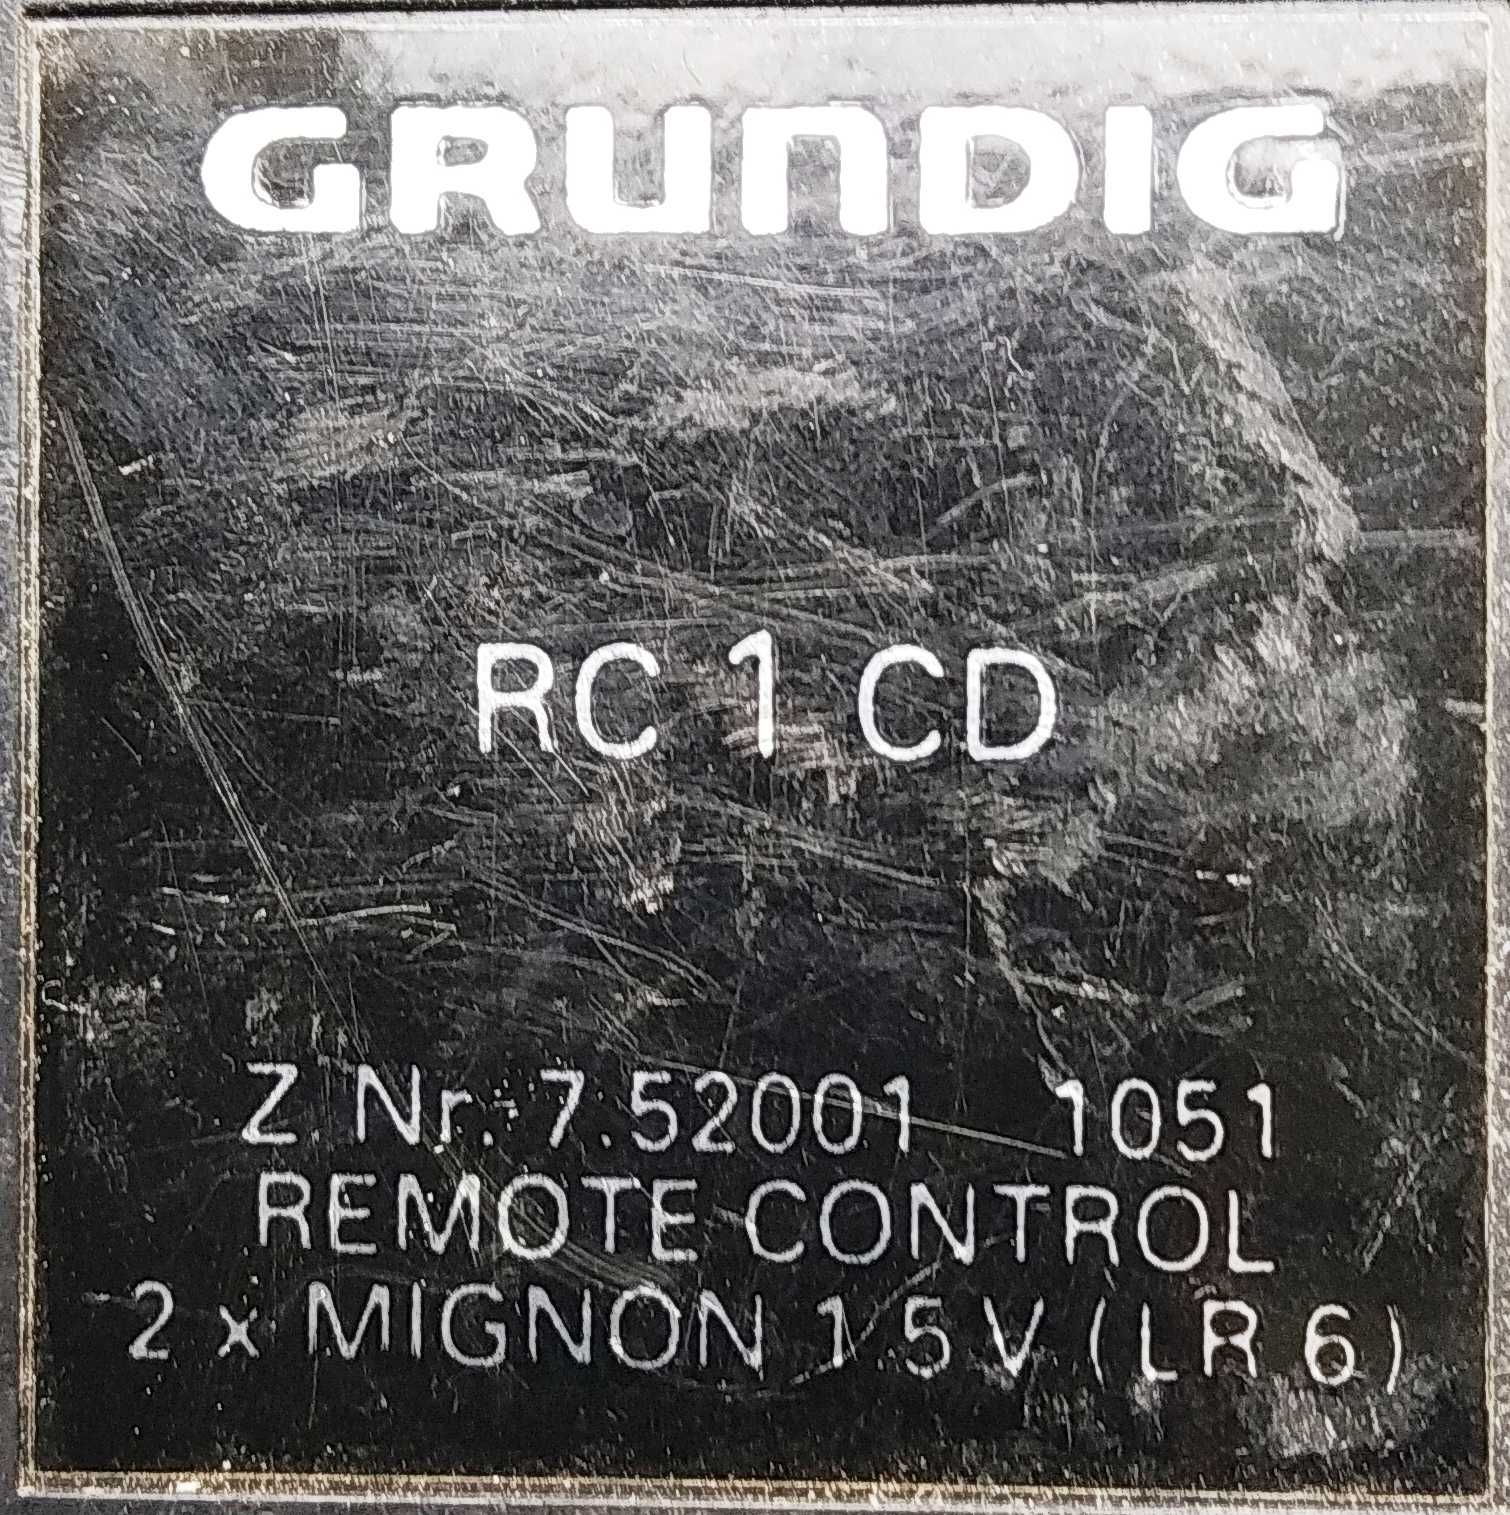 GRUNDIG
RC 1 CD
Z Nr. 7.52001 1051
REMOTE CONTROL
2 x MIGNON 1 5 V (LR 6)